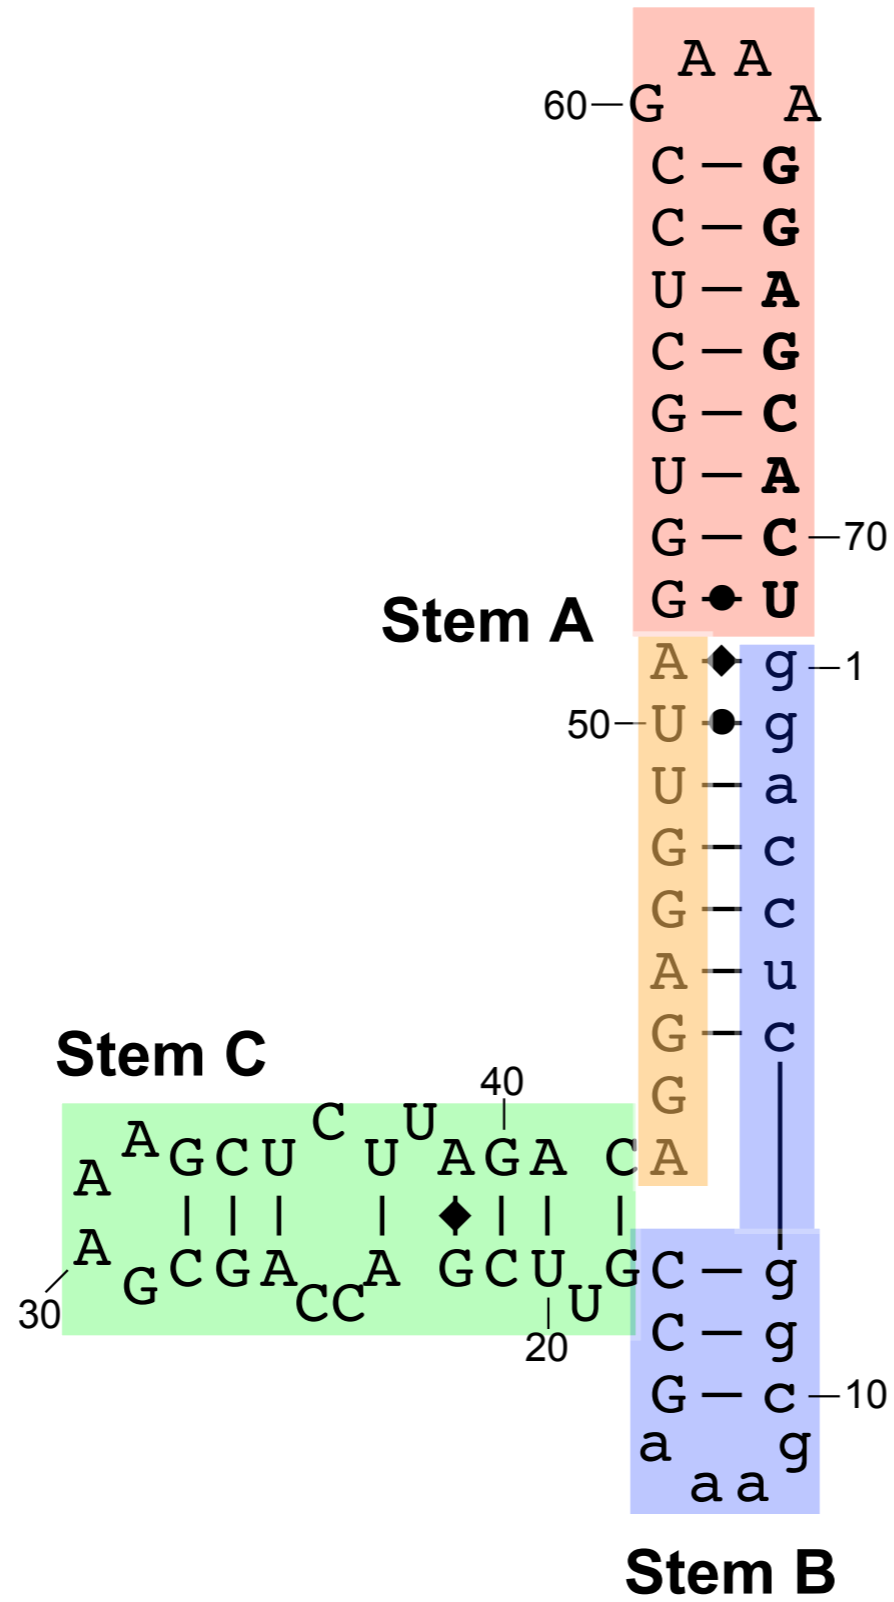 A A
60 G A
C G
C G
U A
C G
G C
U A
G C 70
Stem A G U
A g 1
50 U g
U a
G c
G c
A u
Stem C G c
40 G
A A G C U C U U A G A C A
A G C G A C C A G C U U G C g
30 20 C g
G c 10
a g
a a
Stem B